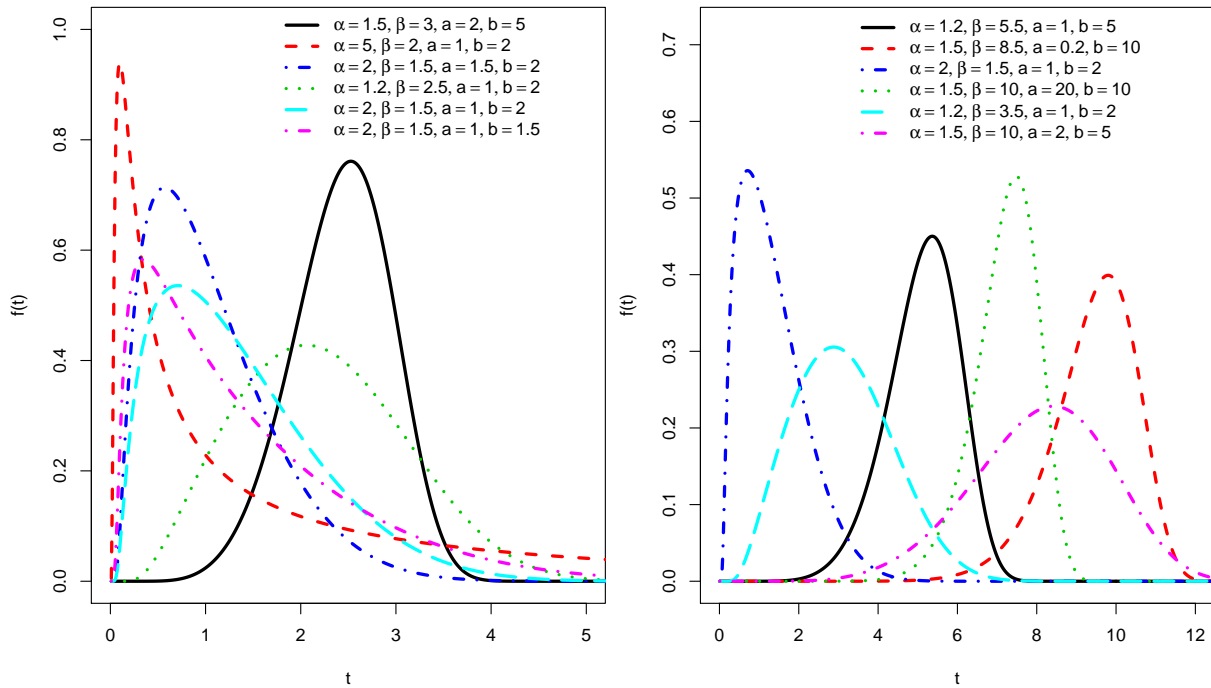 α = 1.5, β = 3, a = 2, b = 5
α = 5, β = 2, a = 1, b = 2
α = 2, β = 1.5, a = 1.5, b = 2
α = 1.2, β = 2.5, a = 1, b = 2
α = 2, β = 1.5, a = 1, b = 2
α = 2, β = 1.5, a = 1, b = 1.5
1.0
0.8
0.6
0.4
0.2
0.0
f(t)
0 1 2 3 4 5
t
α = 1.2, β = 5.5, a = 1, b = 5
α = 1.5, β = 8.5, a = 0.2, b = 10
α = 2, β = 1.5, a = 1, b = 2
α = 1.5, β = 10, a = 20, b = 10
α = 1.2, β = 3.5, a = 1, b = 2
α = 1.5, β = 10, a = 2, b = 5
0.7
0.6
0.5
0.4
0.3
0.2
0.1
0.0
f(t)
0 2 4 6 8 10 12
t